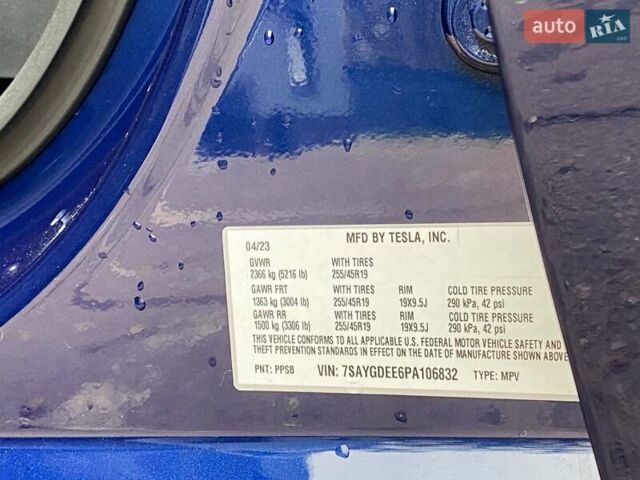 auto RIA .com
04/23 MFD BY TESLA, INC.
GVWR WITH TIRES
2366 kg (5216 lb) 255/45R19
GAWR FRT WITH TIRES RIM COLD TIRE PRESSURE
1363 kg (3004 lb) 255/45R19 19X9.5J 290 kPa, 42 psi
GAWR RR WITH TIRES RIM COLD TIRE PRESSURE
1500 kg (3306 lb) 255/45R19 19X9.5J 290 kPa, 42 psi
THIS VEHICLE CONFORMS TO ALL APPLICABLE U.S. FEDERAL MOTOR VEHICLE SAFETY AND
THEFT PREVENTION STANDARDS IN EFFECT ON THE DATE OF MANUFACTURE SHOWN ABOVE
PNT: PPSB VIN: 7SAYGDEE6PA106832 TYPE: MPV